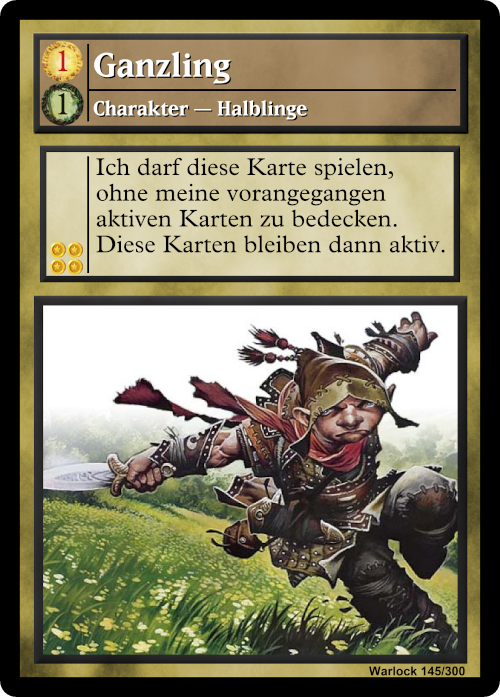 1
Ganzling
1
Charakter — Halblinge
Ich darf diese Karte spielen,
ohne meine vorangegangen
aktiven Karten zu bedecken.
Diese Karten bleiben dann aktiv.
Warlock 145/300